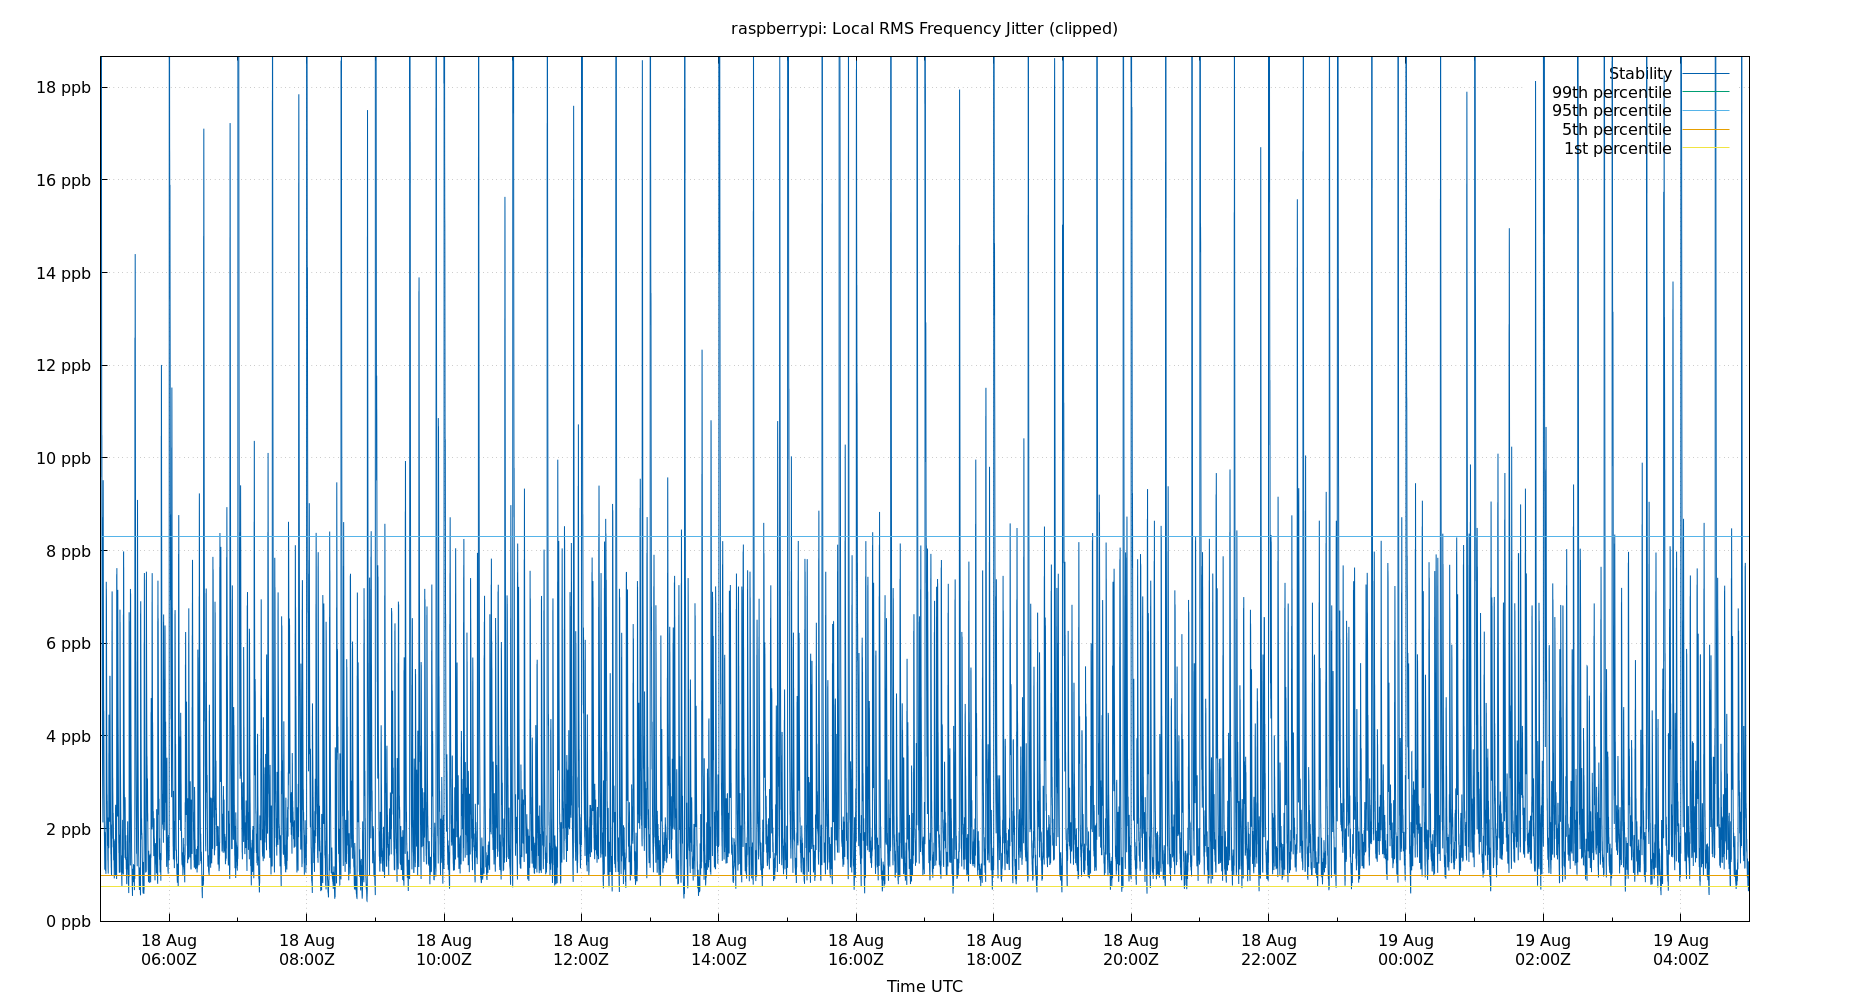 raspberrypi: Local RMS Frequency Jitter (clipped)
Stability
99th percentile
95th percentile
5th percentile
1st percentile
18 ppb
16 ppb
14 ppb
12 ppb
10 ppb
8 ppb
6 ppb
4 ppb
2 ppb
0 ppb
18 Aug 18 Aug 18 Aug 18 Aug 18 Aug 18 Aug 18 Aug 18 Aug 18 Aug 19 Aug 19 Aug 19 Aug
06:00Z 08:00Z 10:00Z 12:00Z 14:00Z 16:00Z 18:00Z 20:00Z 22:00Z 00:00Z 02:00Z 04:00Z
Time UTC